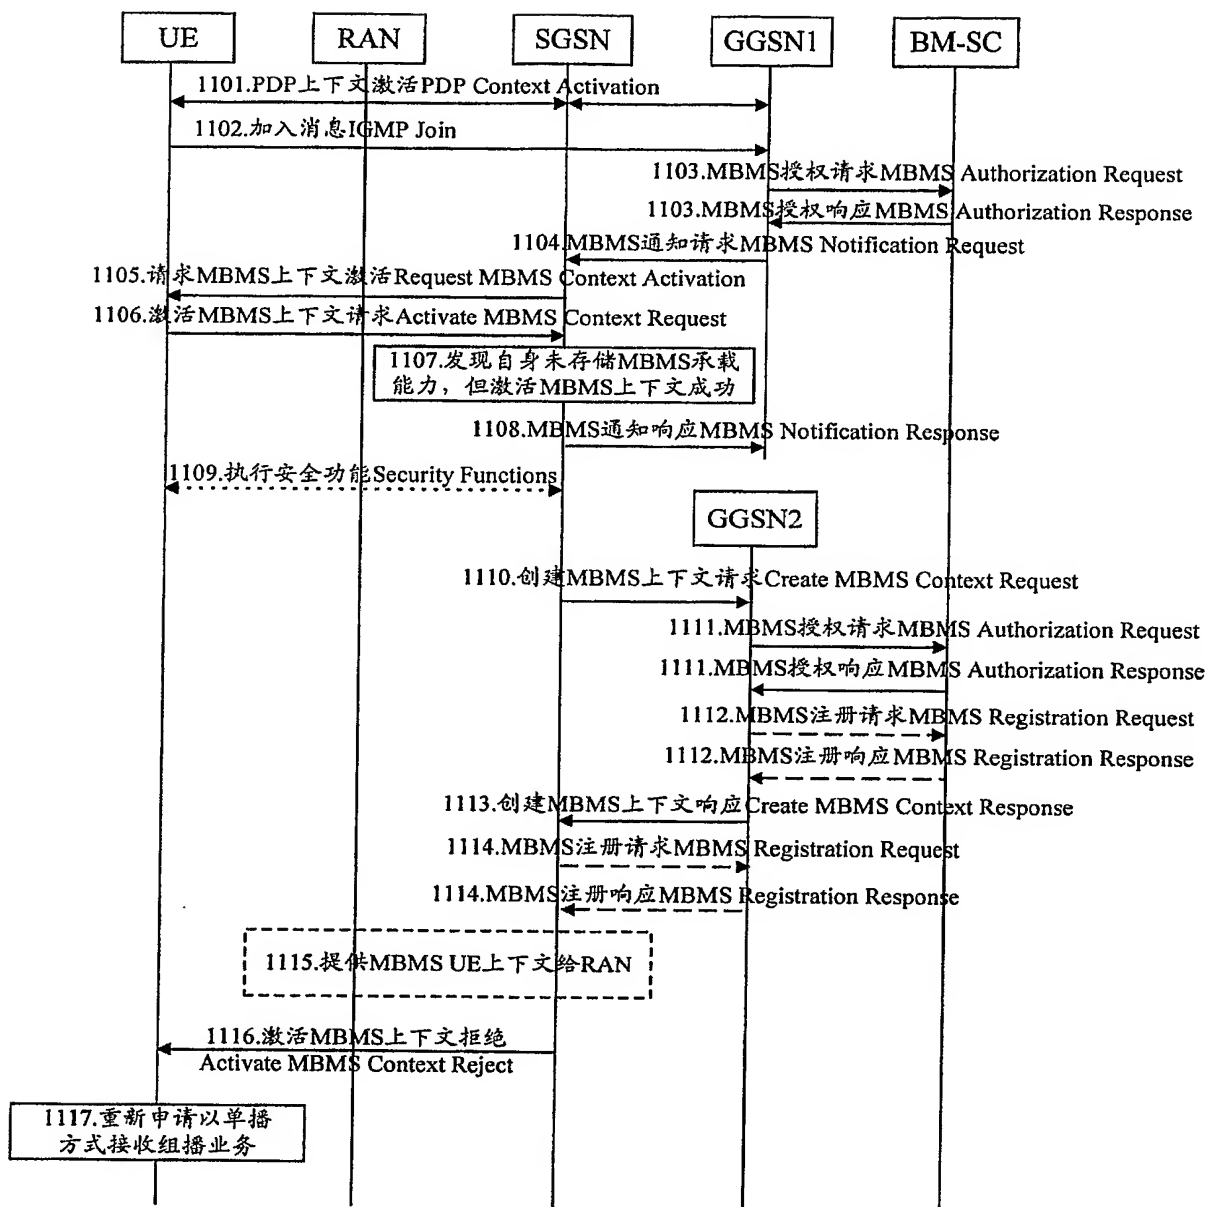 UE
RAN
SGSN
GGSN1
BM-SC
1101.PDP上下文激活PDP Context Activation
1102.加入消息IGMP Join
1103.MBMS授权请求MBMS Authorization Request
1103.MBMS授权响应MBMS Authorization Response
1104.MBMS通知请求MBMS Notification Request
1105.请求MBMS上下文激活Request MBMS Context Activation
1106.激活MBMS上下文请求Activate MBMS Context Request
1107.发现自身未存储MBMS承载
能力，但激活MBMS上下文成功
1108.MBMS通知响应MBMS Notification Response
1109.执行安全功能Security Functions
GGSN2
1110.创建MBMS上下文请求Create MBMS Context Request
1111.MBMS授权请求MBMS Authorization Request
1111.MBMS授权响应MBMS Authorization Response
1112.MBMS注册请求MBMS Registration Request
1112.MBMS注册响应MBMS Registration Response
1113.创建MBMS上下文响应Create MBMS Context Response
1114.MBMS注册请求MBMS Registration Request
1114.MBMS注册响应MBMS Registration Response
1115.提供MBMS UE上下文给RAN
1116.激活MBMS上下文拒绝
Activate MBMS Context Reject
1117.重新申请以单播
方式接收组播业务